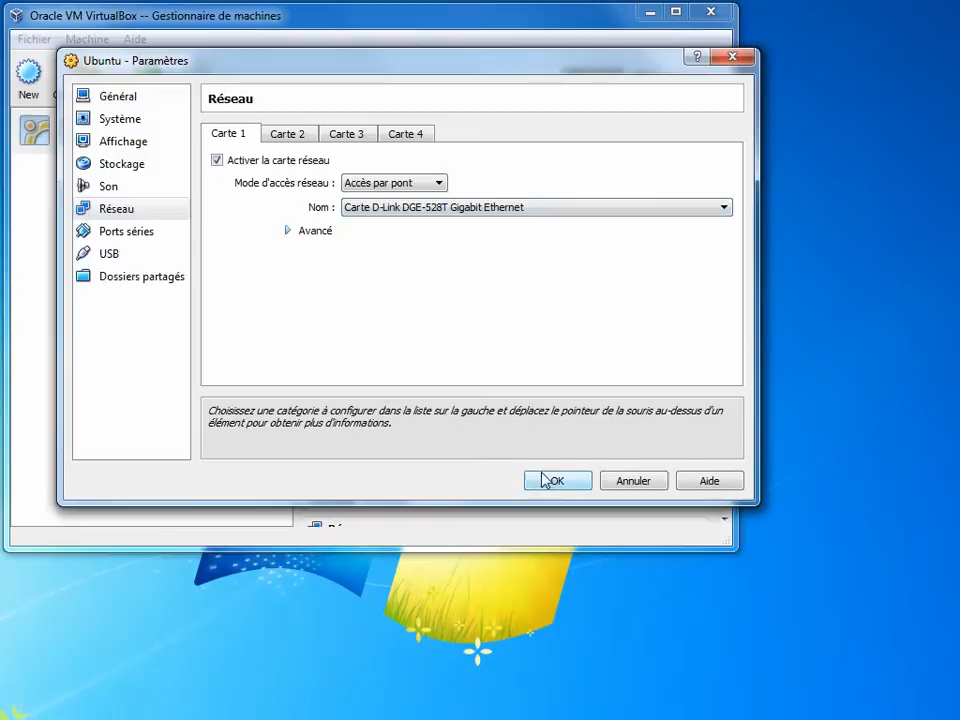 Oracle VM VirtualBox -- Gestionnaire de machines
Fichier Machine Aide
Ubuntu - Paramètres
New
Général
Système
Affichage
Stockage
Son
Réseau
Ports séries
USB
Dossiers partagés
Réseau
Carte 1 Carte 2 Carte 3 Carte 4
Activer la carte réseau
Mode d'accès réseau : Accès par pont
Nom : Carte D-Link DGE-528T Gigabit Ethernet
Avancé
Choisissez une catégorie à configurer dans la liste sur la gauche et déplacez le pointeur de la souris au-dessus d'un
élément pour obtenir plus d'informations.
OK Annuler Aide